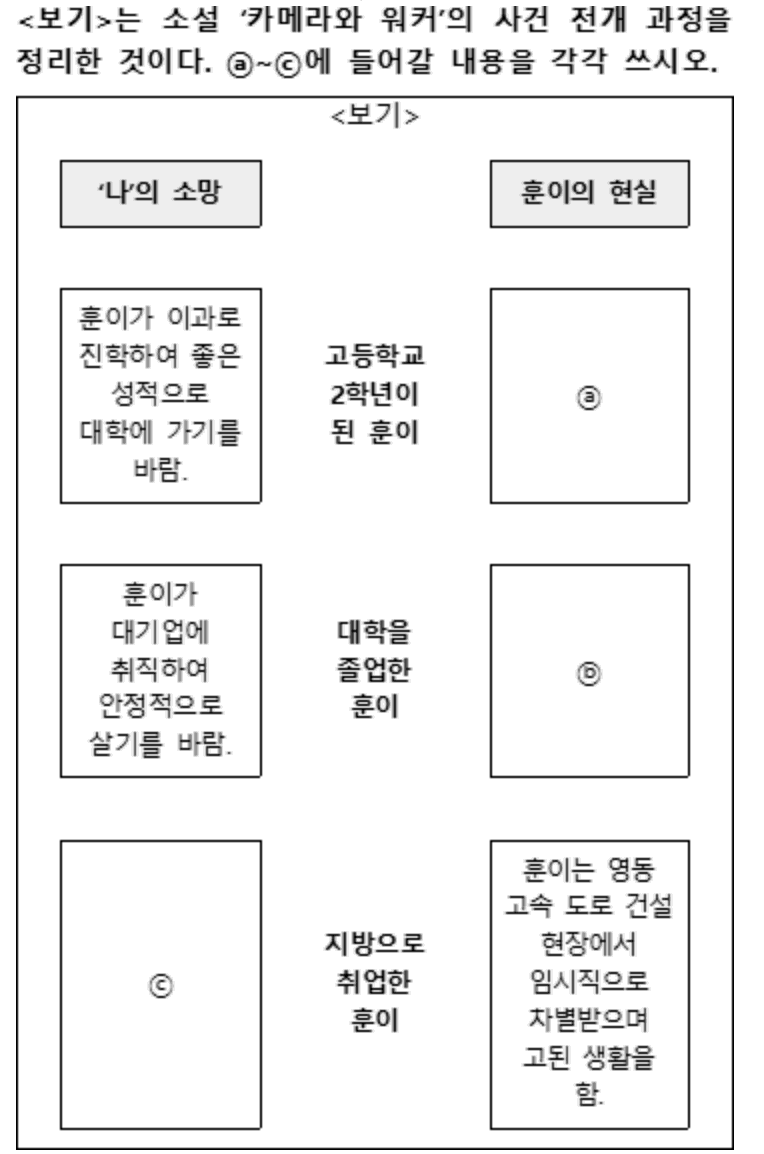 <보기>는 소설 ‘카메라와 워커’의 사건 전개 과정을
정리한 것이다. ⓐ~ⓒ에 들어갈 내용을 각각 쓰시오.
<보기>
‘나’의 소망
훈이의 현실
훈이가 이과로
진학하여 좋은
성적으로
대학에 가기를
바람.
고등학교
2학년이
된 훈이
ⓐ
훈이가
대기업에
취직하여
안정적으로
살기를 바람.
대학을
졸업한
훈이
ⓑ
ⓒ
지방으로
취업한
훈이
훈이는 영동
고속 도로 건설
현장에서
임시직으로
차별받으며
고된 생활을
함.